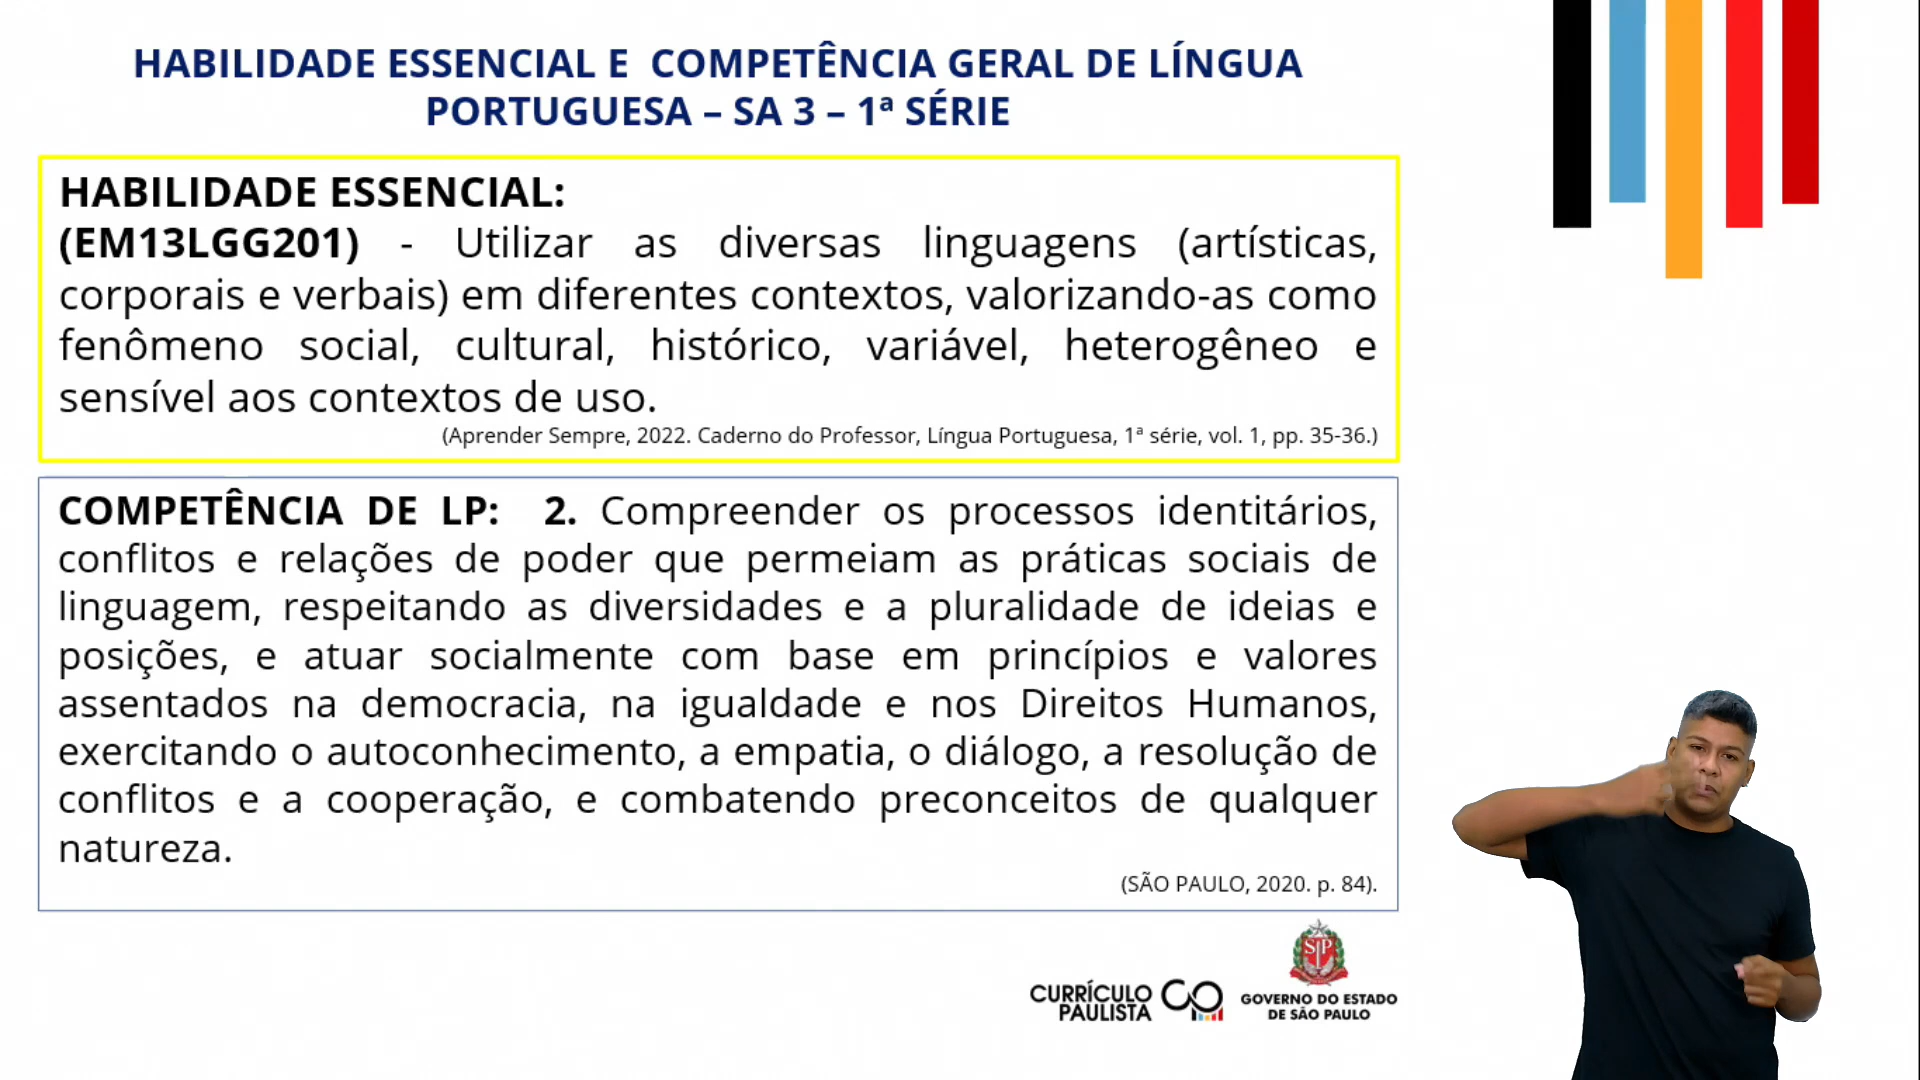 HABILIDADE ESSENCIAL E COMPETÊNCIA GERAL DE LÍNGUA
PORTUGUESA – SA 3 – 1ª SÉRIE
HABILIDADE ESSENCIAL:
(EM13LGG201) - Utilizar as diversas linguagens (artísticas,
corporais e verbais) em diferentes contextos, valorizando-as como
fenômeno social, cultural, histórico, variável, heterogêneo e
sensível aos contextos de uso.
(Aprender Sempre, 2022. Caderno do Professor, Língua Portuguesa, 1ª série, vol. 1, pp. 35-36.)
COMPETÊNCIA DE LP: 2. Compreender os processos identitários,
conflitos e relações de poder que permeiam as práticas sociais de
linguagem, respeitando as diversidades e a pluralidade de ideias e
posições, e atuar socialmente com base em princípios e valores
assentados na democracia, na igualdade e nos Direitos Humanos,
exercitando o autoconhecimento, a empatia, o diálogo, a resolução de
conflitos e a cooperação, e combatendo preconceitos de qualquer
natureza.
(SÃO PAULO, 2020. p. 84).
SP
CURRÍCULO
PAULISTA
GOVERNO DO ESTADO
DE SÃO PAULO